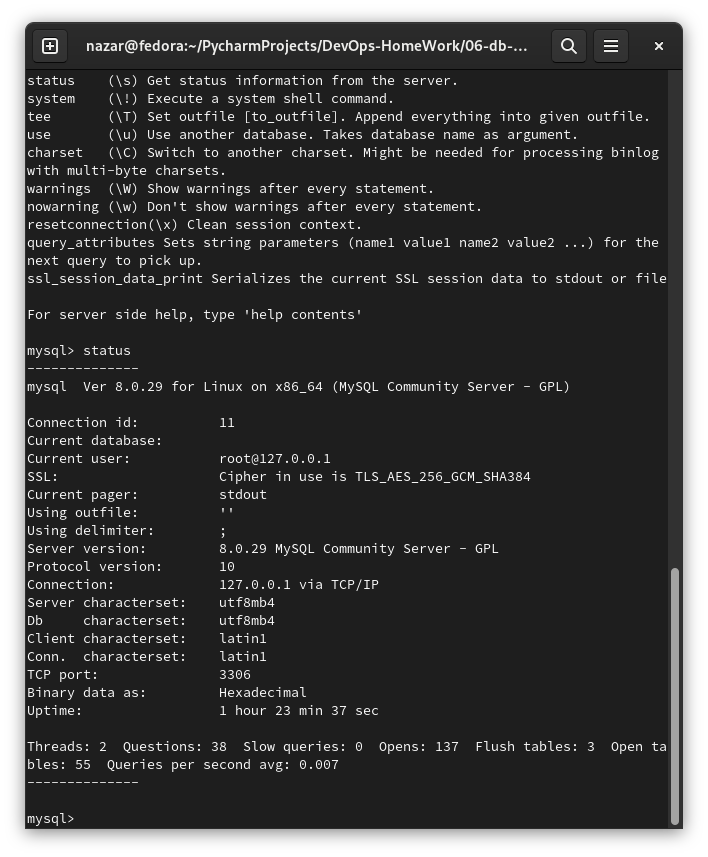 nazar@fedora:~/PycharmProjects/DevOps-HomeWork/06-db-...
status    (\s) Get status information from the server.
system    (\!) Execute a system shell command.
tee       (\T) Set outfile [to_outfile]. Append everything into given outfile.
use       (\u) Use another database. Takes database name as argument.
charset   (\C) Switch to another charset. Might be needed for processing binlog
with multi-byte charsets.
warnings  (\W) Show warnings after every statement.
nowarning (\w) Don't show warnings after every statement.
resetconnection(\x) Clean session context.
query_attributes Sets string parameters (name1 value1 name2 value2 ...) for the
next query to pick up.
ssl_session_data_print Serializes the current SSL session data to stdout or file

For server side help, type 'help contents'

mysql> status
--------------
mysql  Ver 8.0.29 for Linux on x86_64 (MySQL Community Server - GPL)

Connection id:          11
Current database:
Current user:           root@127.0.0.1
SSL:                    Cipher in use is TLS_AES_256_GCM_SHA384
Current pager:          stdout
Using outfile:          ''
Using delimiter:        ;
Server version:         8.0.29 MySQL Community Server - GPL
Protocol version:       10
Connection:             127.0.0.1 via TCP/IP
Server characterset:    utf8mb4
Db     characterset:    utf8mb4
Client characterset:    latin1
Conn.  characterset:    latin1
TCP port:               3306
Binary data as:         Hexadecimal
Uptime:                 1 hour 23 min 37 sec

Threads: 2  Questions: 38  Slow queries: 0  Opens: 137  Flush tables: 3  Open ta
bles: 55  Queries per second avg: 0.007
--------------

mysql>